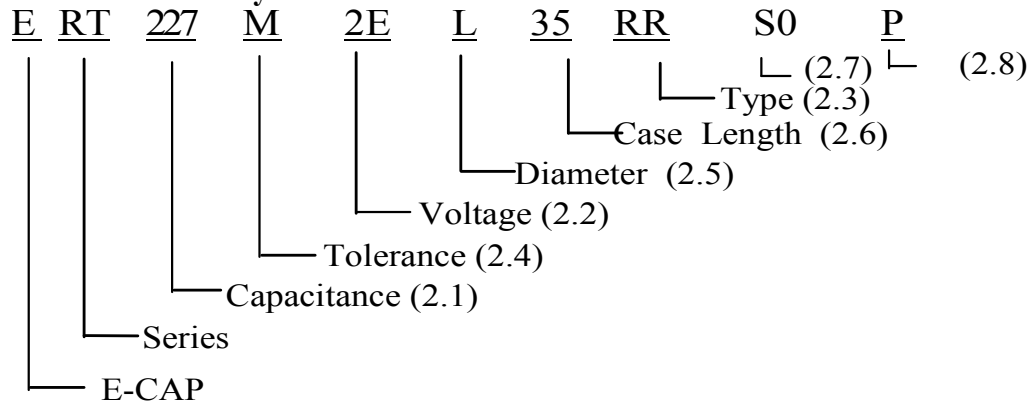 E RT 227 M 2E L 35 RR S0 P
(2.7) (2.8)
Type (2.3)
Case Length (2.6)
Diameter (2.5)
Voltage (2.2)
Tolerance (2.4)
Capacitance (2.1)
Series
E-CAP